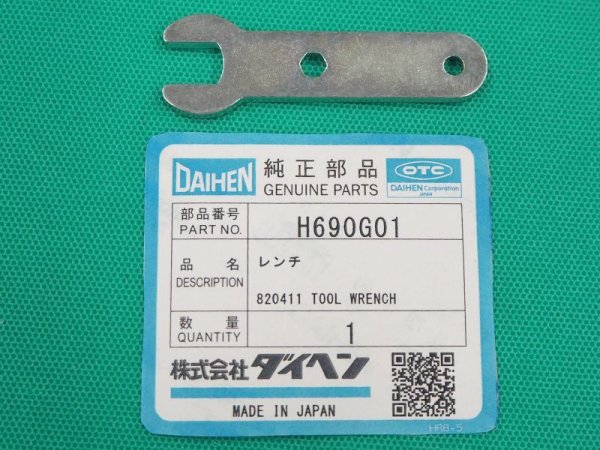 DAIHEN 純正部品 OTC
GENUINE PARTS DAIHEN Corporation
JAPAN
部品番号
PART NO. H690G01
品 名 レンチ
DESCRIPTION
820411 TOOL WRENCH
数 量
QUANTITY 1
株式会社ダイヘン
MADE IN JAPAN
HRB-5